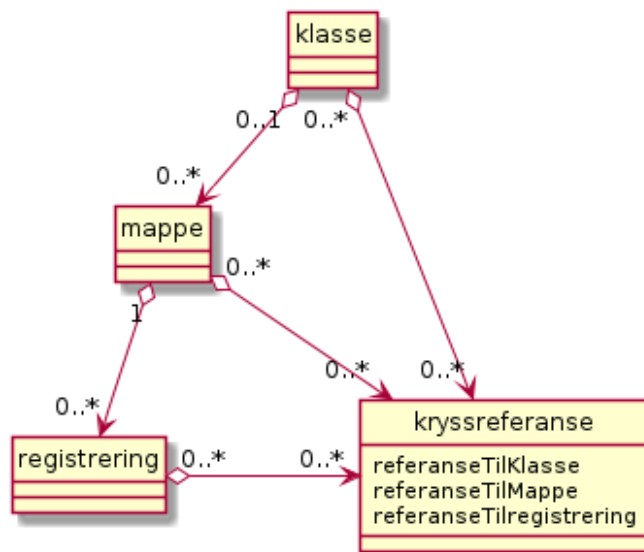 klasse
0..1
0..*
0..*
mappe
0..*
1
0..*
0..*
0..*
kryssreferanse
registrering
0..*
0..*
referanseTilKlasse
referanseTilMappe
referanseTilregistrering